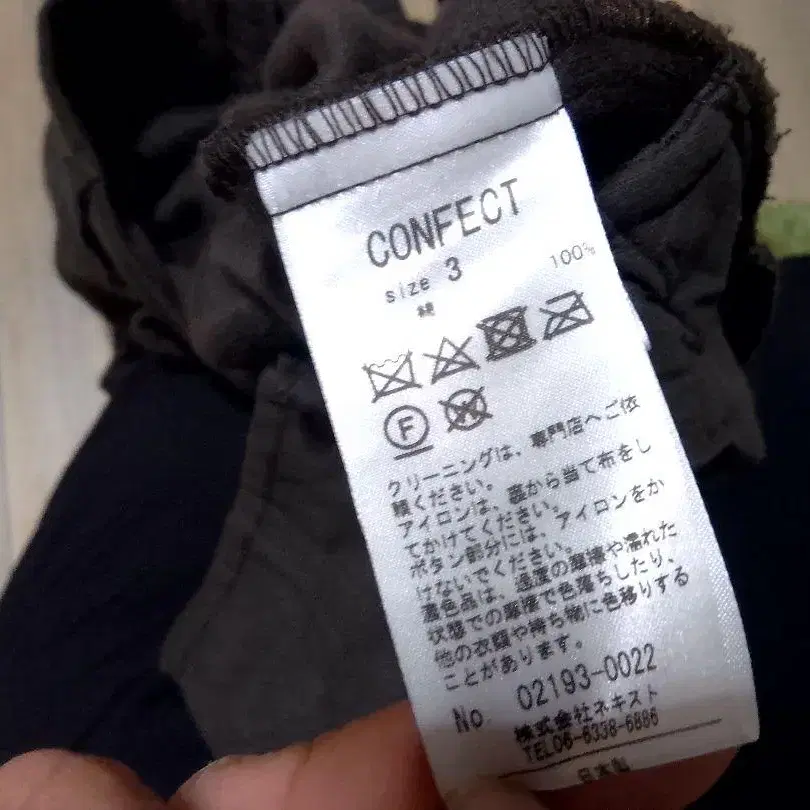 CONFECT
size 3
綿 100%
F W
クリーニングは、専門店へご依
頼ください。
アイロンは、裏から当て布をし
てかけてください。
ボタン部分には、アイロンをか
けないでください。
濃色品は、過度の摩擦や濡れた
状態での摩擦で色落ちしたり、
他の衣類や持ち物に色移りする
ことがあります。
No 02193-0022
株式会社ネキスト
TEL06-6338-6886
日本製